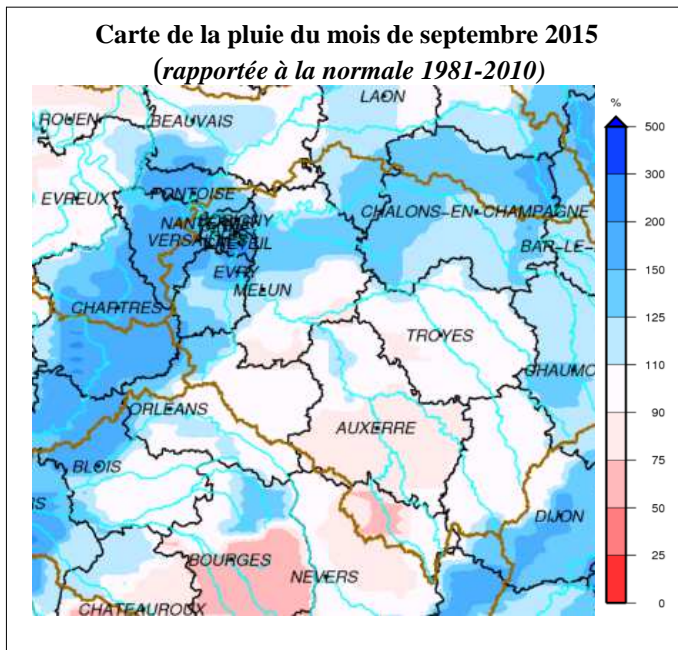 Carte de la pluie du mois de septembre 2015
(rapportée à la normale 1981-2010)
LAON
ROUEN
BEAUVAIS
%
500
300
EVREUX
PONTOISE
CHALONS-EN-CHAMPAGNE
200
BAR-LE-
EVRY
MELUN
150
CHARTRES
TROYES
125
CHAUMO
110
ORLEANS
AUXERRE
90
BLOIS
75
DIJON
50
BOURGES
NEVERS
25
CHATEAUROUX
0